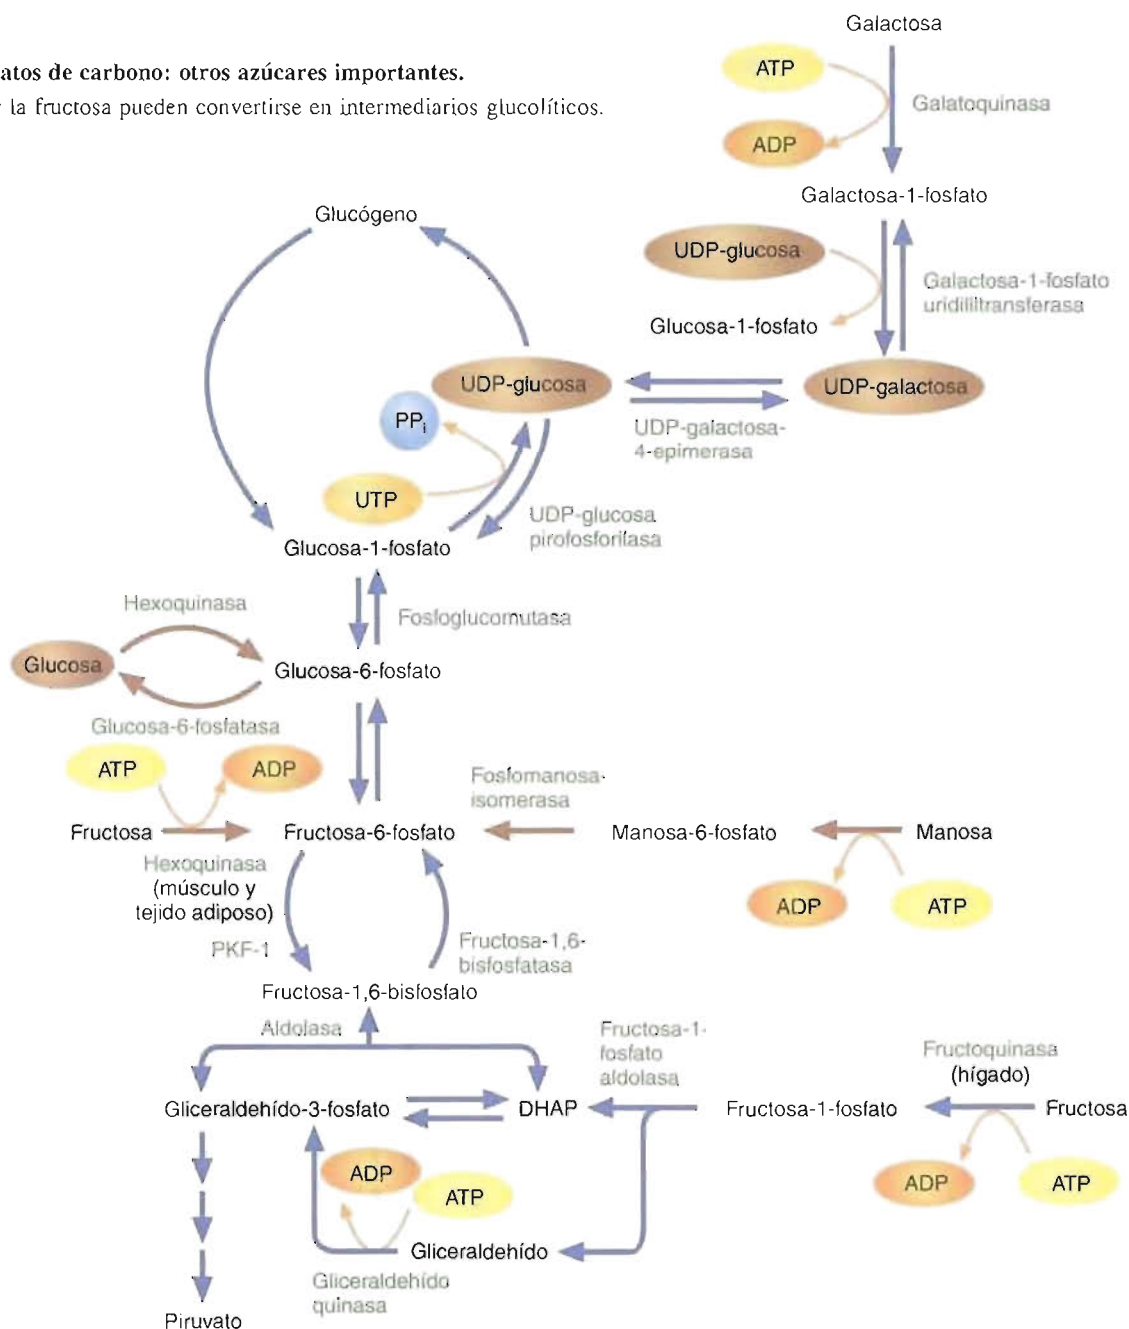 atos de carbono: otros azúcares importantes.
la fructosa pueden convertirse en intermediarios glucolíticos.
Galactosa
ATP
Galatoquinasa
ADP
Galactosa-1-fosfato
Glucógeno
UDP-glucosa
Galactosa-1-fosfato
uridililtransferasa
Glucosa-1-fosfato
UDP-glucosa
UDP-galactosa
PPi
UDP-galactosa-
4-epimerasa
UTP
UDP-glucosa
pirofosforilasa
Glucosa-1-fosfato
Hexoquinasa
Fosfoglucomutasa
Glucosa
Glucosa-6-fosfato
Glucosa-6-fosfatasa
ATP
ADP
Fosfomanosa-
isomerasa
Fructosa
Fructosa-6-fosfato
Manosa-6-fosfato
Manosa
Hexoquinasa
(músculo y
tejido adiposo)
ADP
ATP
PKF-1
Fructosa-1,6-
bisfosfatasa
Fructosa-1,6-bisfosfato
Aldolasa
Fructosa-1-
fosfato
aldolasa
Fructoquinasa
(hígado)
Gliceraldehído-3-fosfato
DHAP
Fructosa-1-fosfato
Fructosa
ADP
ATP
ADP
ATP
Gliceraldehído
Gliceraldehído
quinasa
Piruvato